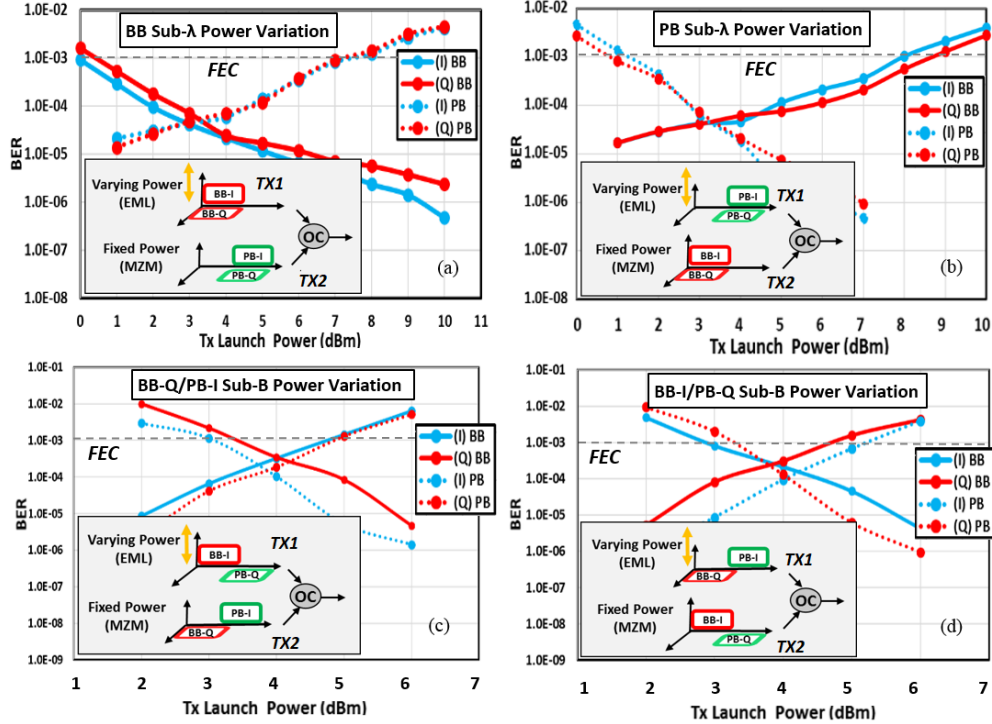 BB Sub-λ Power Variation
1.0E-02
1.0E-03
1.0E-04
1.0E-05
1.0E-06
1.0E-07
1.0E-08
BER
FEC
(I) BB
(Q) BB
(I) PB
(Q) PB
Varying Power
(EML)
BB-I
BB-Q
TX1
Fixed Power
(MZM)
PB-I
PB-Q
TX2
OC
(a)
0 1 2 3 4 5 6 7 8 9 10 11
Tx Launch Power (dBm)
PB Sub-λ Power Variation
1.0E-02
1.0E-03
1.0E-04
1.0E-05
1.0E-06
1.0E-07
1.0E-08
BER
FEC
(I) BB
(Q) BB
(I) PB
(Q) PB
Varying Power
(EML)
PB-I
PB-Q
TX1
Fixed Power
(MZM)
BB-I
BB-Q
TX2
OC
(b)
0 1 2 3 4 5 6 7 8 9 10
Tx Launch Power (dBm)
BB-Q/PB-I Sub-B Power Variation
1.0E-01
1.0E-02
1.0E-03
1.0E-04
1.0E-05
1.0E-06
1.0E-07
1.0E-08
1.0E-09
BER
FEC
(I) BB
(Q) BB
(I) PB
(Q) PB
Varying Power
(EML)
BB-I
PB-Q
TX1
Fixed Power
(MZM)
PB-I
BB-Q
TX2
OC
(c)
1 2 3 4 5 6 7
Tx Launch Power (dBm)
BB-I/PB-Q Sub-B Power Variation
1.0E-01
1.0E-02
1.0E-03
1.0E-04
1.0E-05
1.0E-06
1.0E-07
1.0E-08
1.0E-09
BER
FEC
(I) BB
(Q) BB
(I) PB
(Q) PB
Varying Power
(EML)
PB-I
BB-Q
TX1
Fixed Power
(MZM)
BB-I
PB-Q
TX2
OC
(d)
1 2 3 4 5 6 7
Tx Launch Power (dBm)